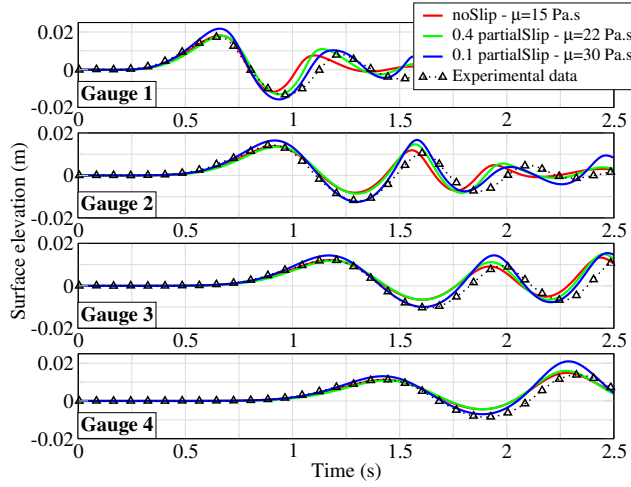 noSlip - μ=15 Pa.s
0.4 partialSlip - μ=22 Pa.s
0.1 partialSlip - μ=30 Pa.s
Experimental data
0.02
0
-0.02
Gauge 1
0 0.5 1 1.5 2 2.5
0.02
0
-0.02
Gauge 2
0 0.5 1 1.5 2 2.5
0.02
0
-0.02
Gauge 3
0 0.5 1 1.5 2 2.5
0.02
0
-0.02
Gauge 4
0 0.5 1 1.5 2 2.5
Surface elevation (m)
Time (s)